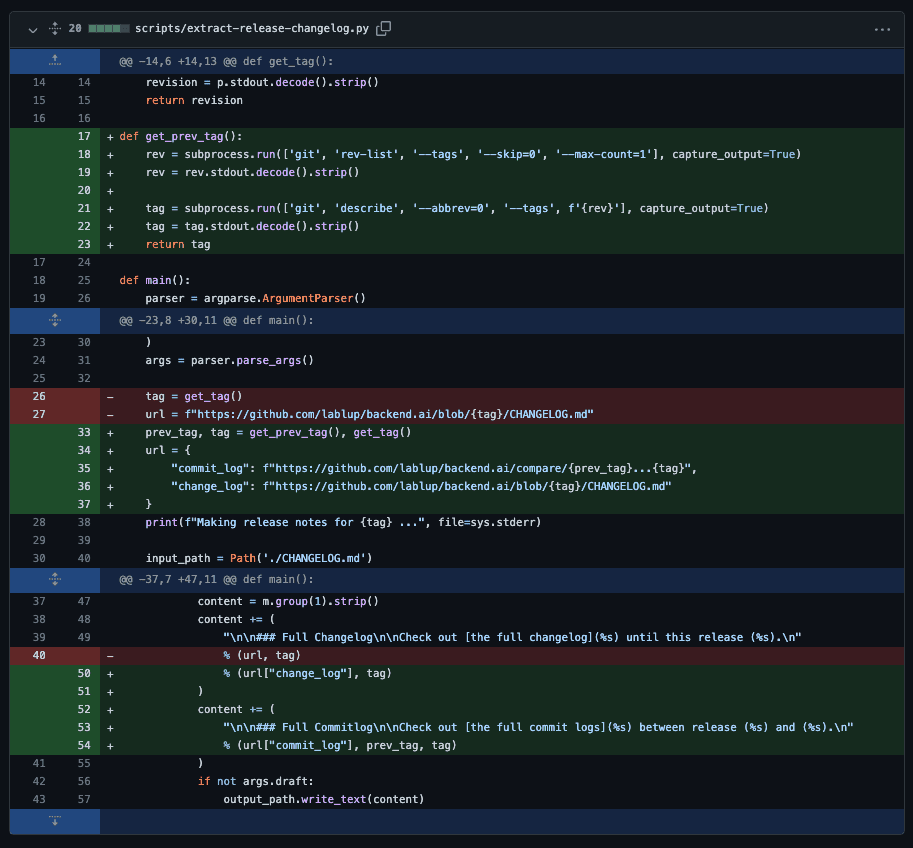 20 scripts/extract-release-changelog.py
@@ -14,6 +14,13 @@ def get_tag():
14 14 revision = p.stdout.decode().strip()
15 15 return revision
16 16
17 + def get_prev_tag():
18 + rev = subprocess.run(['git', 'rev-list', '--tags', '--skip=0', '--max-count=1'], capture_output=True)
19 + rev = rev.stdout.decode().strip()
20 +
21 + tag = subprocess.run(['git', 'describe', '--abbrev=0', '--tags', f'{rev}'], capture_output=True)
22 + tag = tag.stdout.decode().strip()
23 + return tag
17 24
18 25 def main():
19 26 parser = argparse.ArgumentParser()
@@ -23,8 +30,11 @@ def main():
23 30 )
24 31 args = parser.parse_args()
25 32
26 - tag = get_tag()
27 - url = f"https://github.com/lablup/backend.ai/blob/{tag}/CHANGELOG.md"
33 + prev_tag, tag = get_prev_tag(), get_tag()
34 + url = {
35 + "commit_log": f"https://github.com/lablup/backend.ai/compare/{prev_tag}...{tag}",
36 + "change_log": f"https://github.com/lablup/backend.ai/blob/{tag}/CHANGELOG.md"
37 + }
28 38 print(f"Making release notes for {tag} ...", file=sys.stderr)
29 39
30 40 input_path = Path('./CHANGELOG.md')
@@ -37,7 +47,11 @@ def main():
37 47 content = m.group(1).strip()
38 48 content += (
39 49 "\n\n### Full Changelog\n\nCheck out [the full changelog](%s) until this release (%s).\n"
40 - % (url, tag)
50 + % (url["change_log"], tag)
51 + )
52 + content += (
53 + "\n\n### Full Commitlog\n\nCheck out [the full commit logs](%s) between release (%s) and (%s).\n"
54 + % (url["commit_log"], prev_tag, tag)
41 55 )
42 56 if not args.draft:
43 57 output_path.write_text(content)